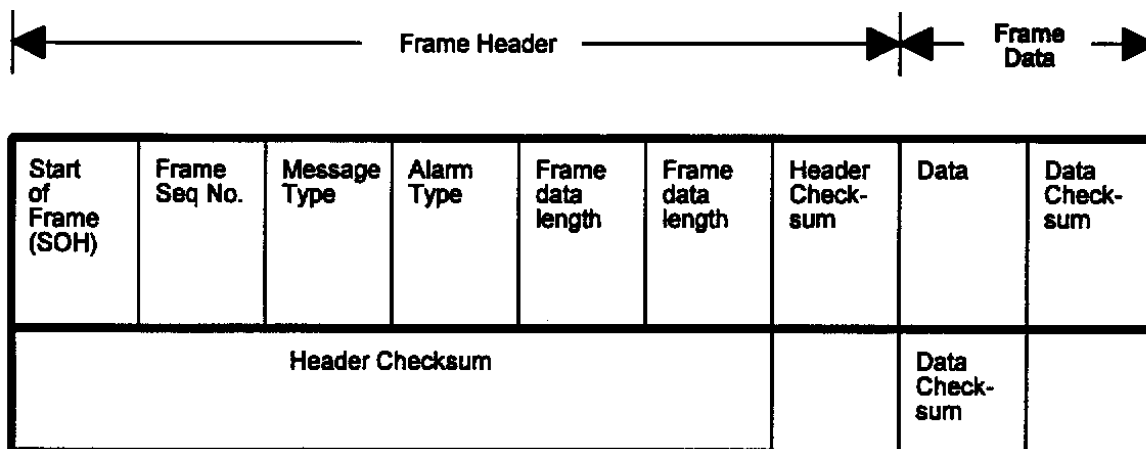 Frame Header
Frame
Data
Start
of
Frame
(SOH)
Frame
Seq No.
Message
Type
Alarm
Type
Frame
data
length
Frame
data
length
Header
Check-
sum
Data
Data
Check-
sum
Header Checksum
Data
Check-
sum